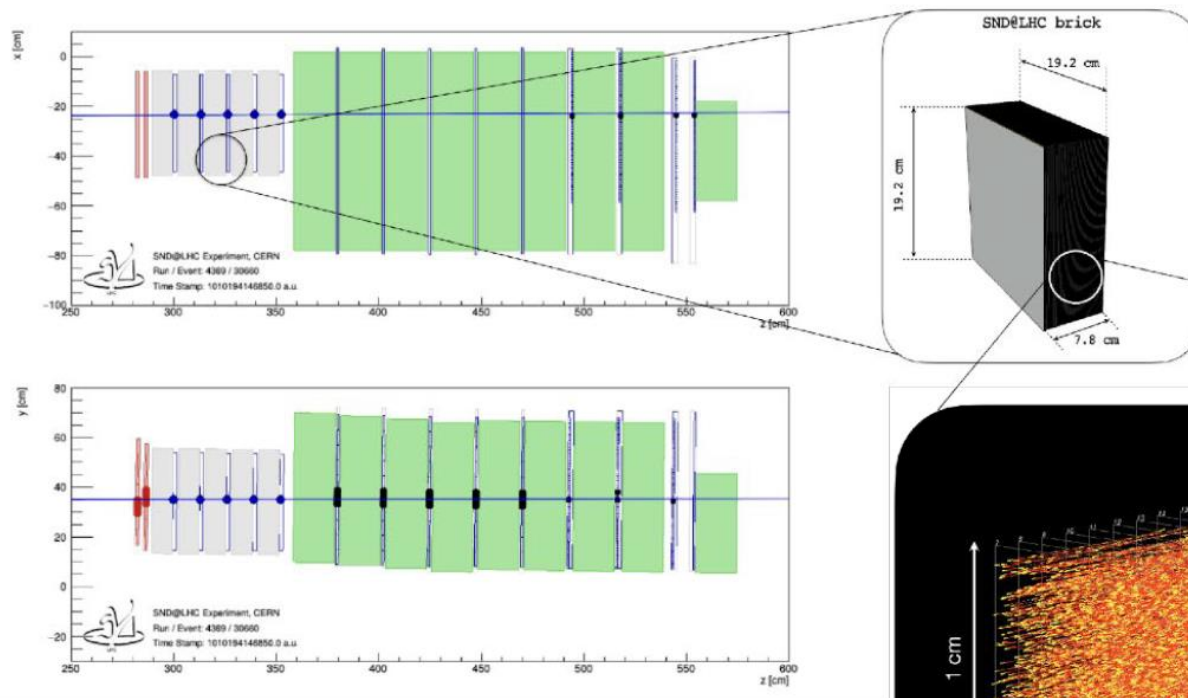 SND@LHC brick
19.2 cm
19.2 cm
7.8 cm
x [cm]
0
−20
−40
−60
−80
−100
SND@LHC Experiment, CERN
Run / Event: 4369 / 30660
Time Stamp: 1010194146850.0 a.u.
250
300
350
400
450
500
550
600
z [cm]
y [cm]
80
60
40
20
0
−20
SND@LHC Experiment, CERN
Run / Event: 4369 / 30660
Time Stamp: 1010194146850.0 a.u.
250
300
350
400
450
500
550
600
z [cm]
1 cm